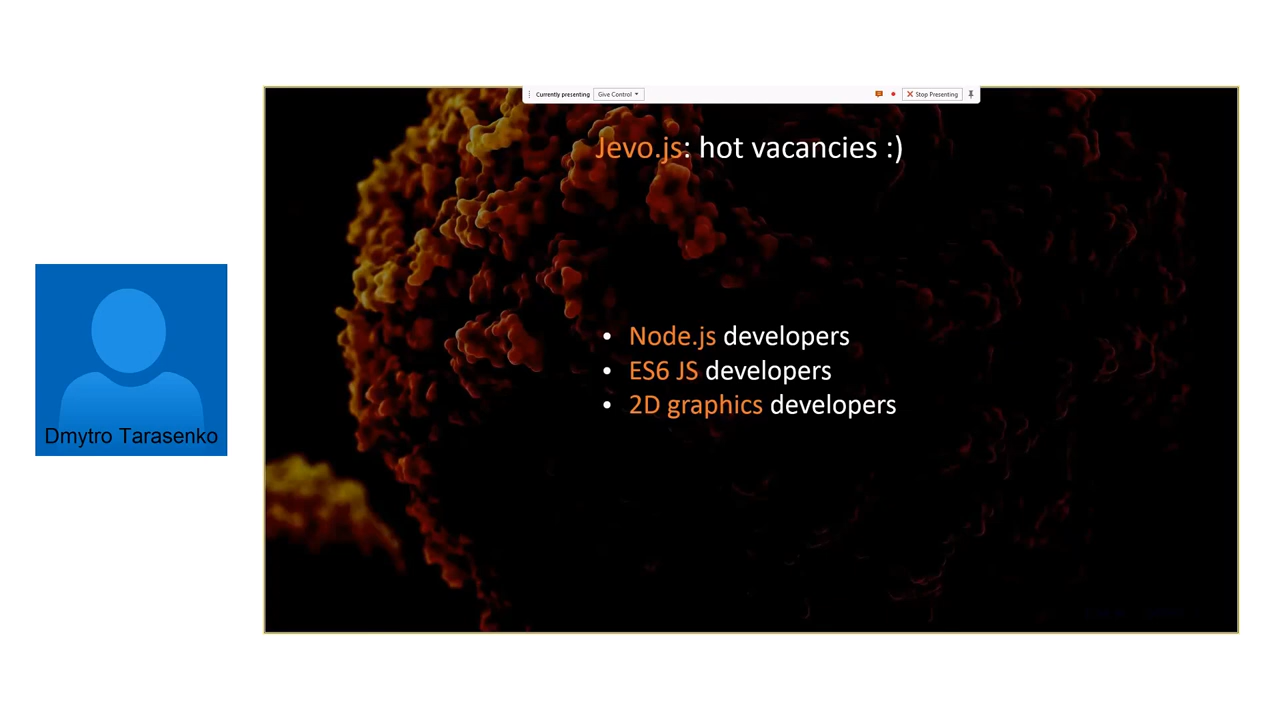 Currently presenting Give Control Stop Presenting
Jevo.js: hot vacancies :)
• Node.js developers
• ES6 JS developers
• 2D graphics developers
Dmytro Tarasenko